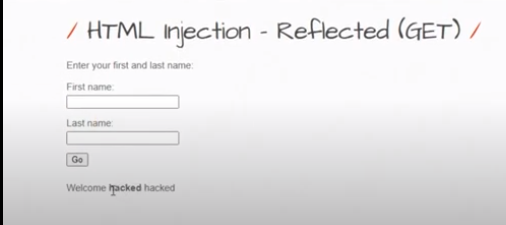 / HTML Injection - Reflected (GET) /
Enter your first and last name:
First name:
Last name:
Go
Welcome hacked hacked